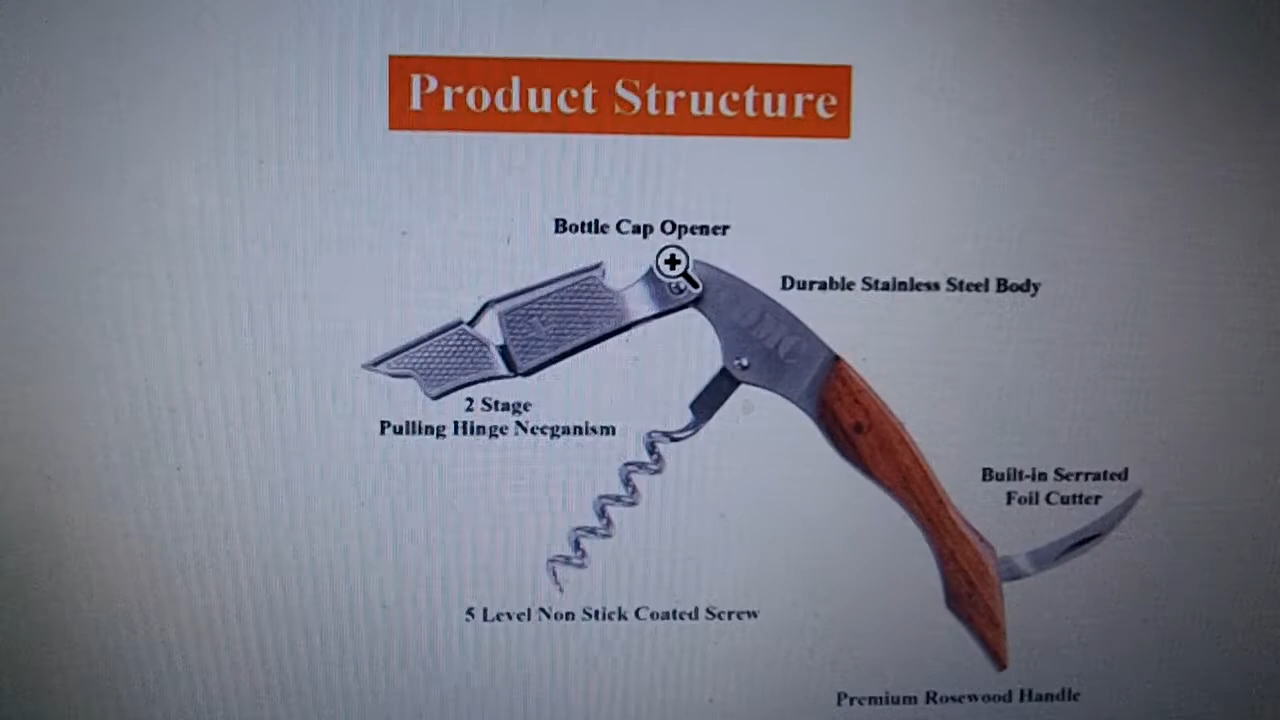 Product Structure
Bottle Cap Opener
Durable Stainless Steel Body
2 Stage
Pulling Hinge Necganism
Built-in Serrated
Foil Cutter
5 Level Non Stick Coated Screw
Premium Rosewood Handle